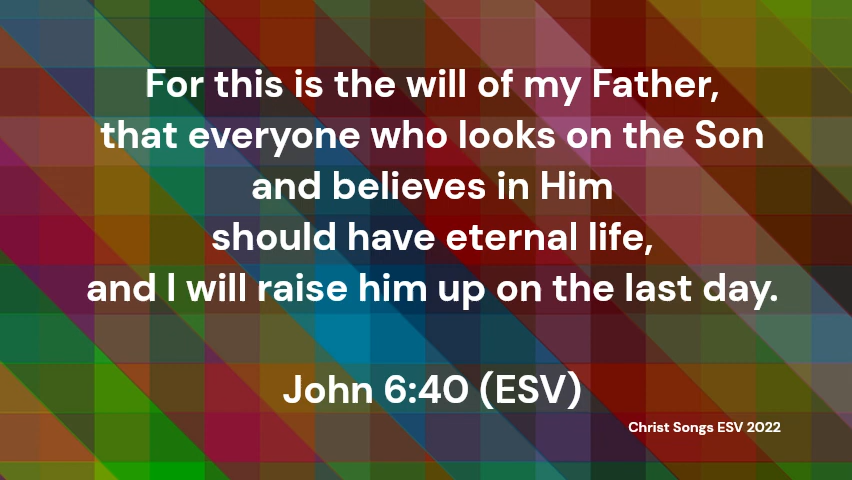 For this is the will of my Father,
that everyone who looks on the Son
and believes in Him
should have eternal life,
and I will raise him up on the last day.
John 6:40 (ESV)
Christ Songs ESV 2022